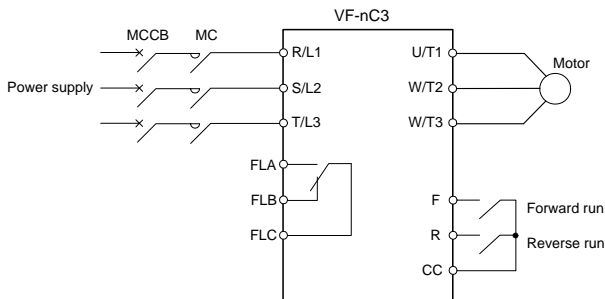 VF-nC3
MCCB MC
R/L1 U/T1
Motor
Power supply S/L2 W/T2
T/L3 W/T3
FLA
FLB F
Forward run
FLC R
Reverse run
CC